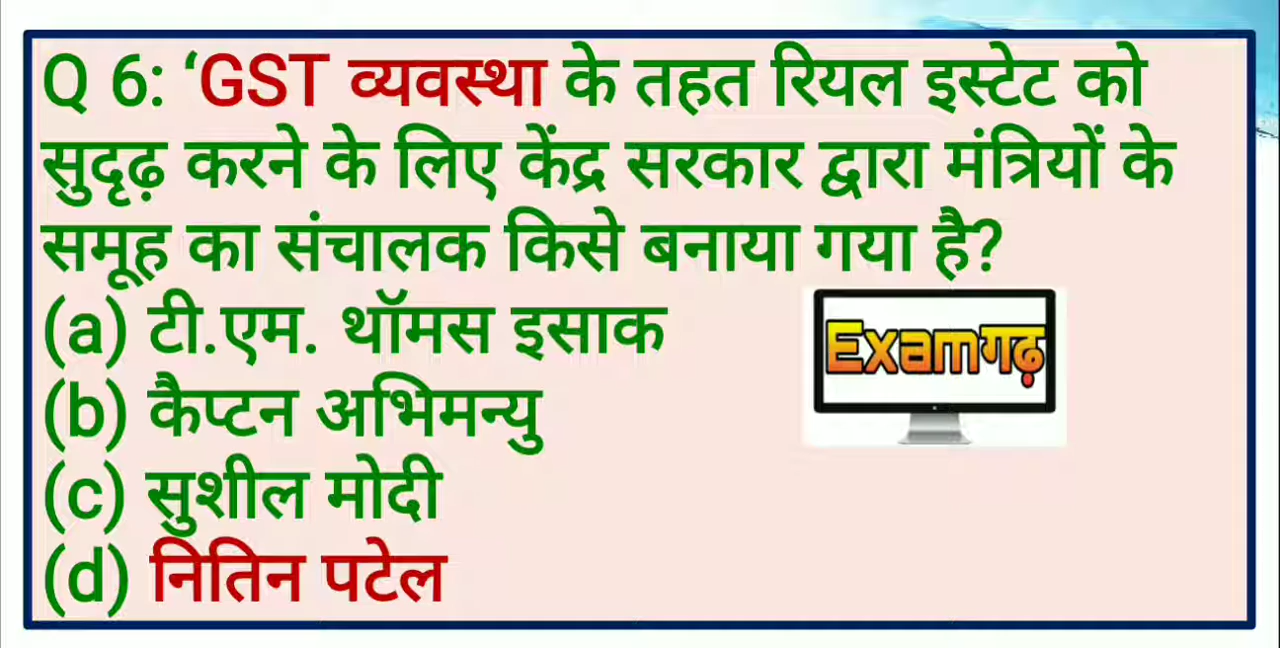 Q 6: ‘GST व्यवस्था के तहत रियल इस्टेट को
सुदृढ़ करने के लिए केंद्र सरकार द्वारा मंत्रियों के
समूह का संचालक किसे बनाया गया है?
(a) टी.एम. थॉमस इसाक
Examगढ़
(b) कैप्टन अभिमन्यु
(c) सुशील मोदी
(d) नितिन पटेल